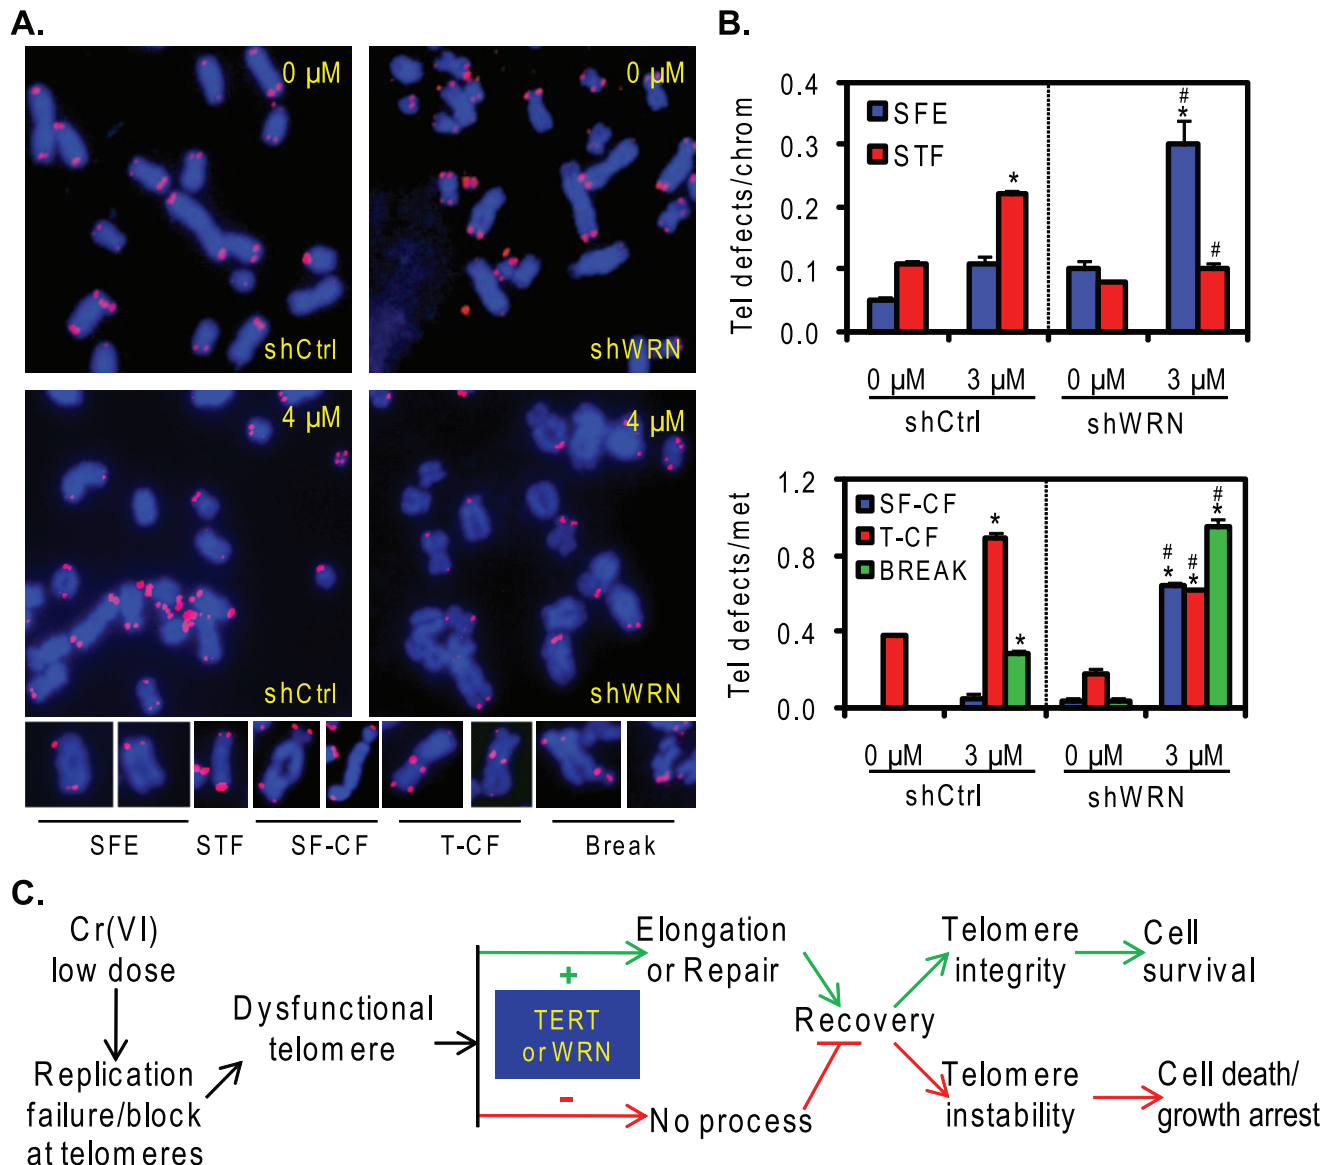 A.
0 µM
shCtrl
0 µM
shWRN
4 µM
shCtrl
4 µM
shWRN
SFE
STF
SF-CF
T-CF
Break
B.
Tel defects/chrom
0.4
0.3
0.2
0.1
0.0
SFE
STF
*
#
*
#
0 µM
3 µM
0 µM
3 µM
shCtrl
shWRN
Tel defects/met
1.2
0.8
0.4
0.0
SF-CF
T-CF
BREAK
*
*
#
*
#
*
#
*
0 µM
3 µM
0 µM
3 µM
shCtrl
shWRN
C.
Cr(VI)
low dose
Replication
failure/block
at telomeres
Dysfunctional
telomere
+
TERT
or WRN
-
Elongation
or Repair
No process
Recovery
Telomere
integrity
Cell
survival
Telomere
instability
Cell death/
growth arrest